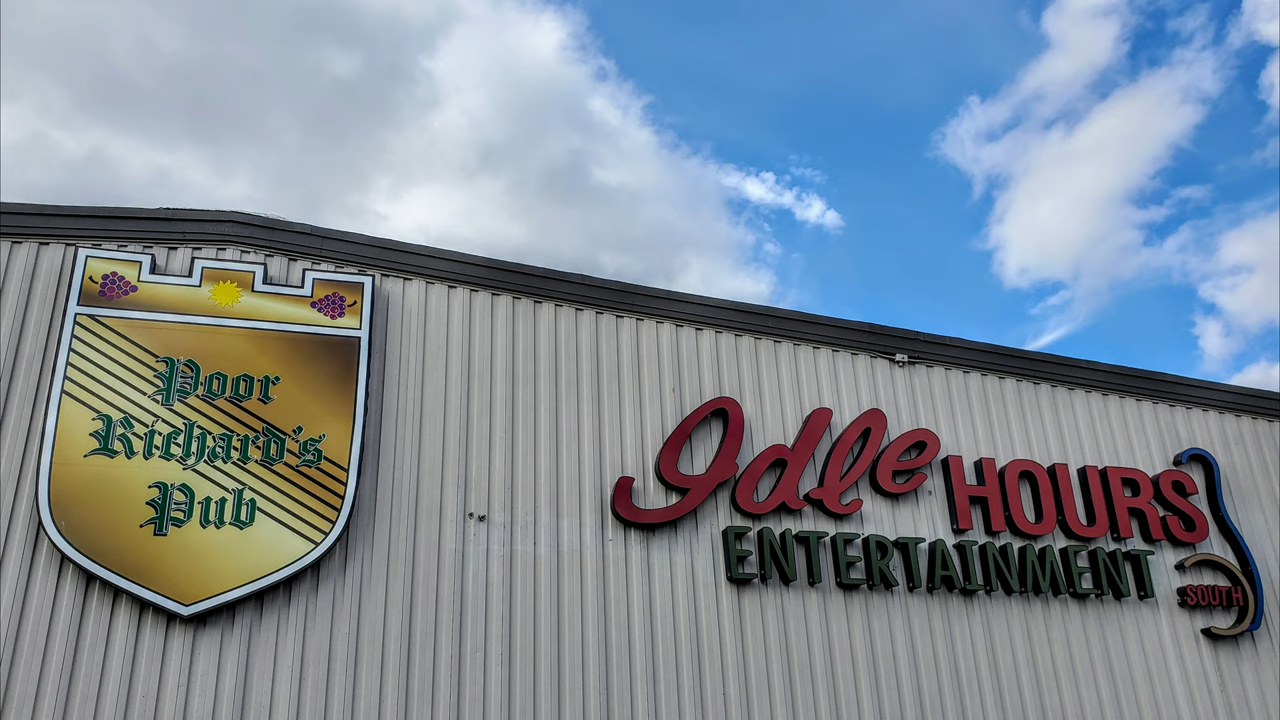 Poor
Richard's
Pub
Idle HOURS
ENTERTAINMENT
SOUTH